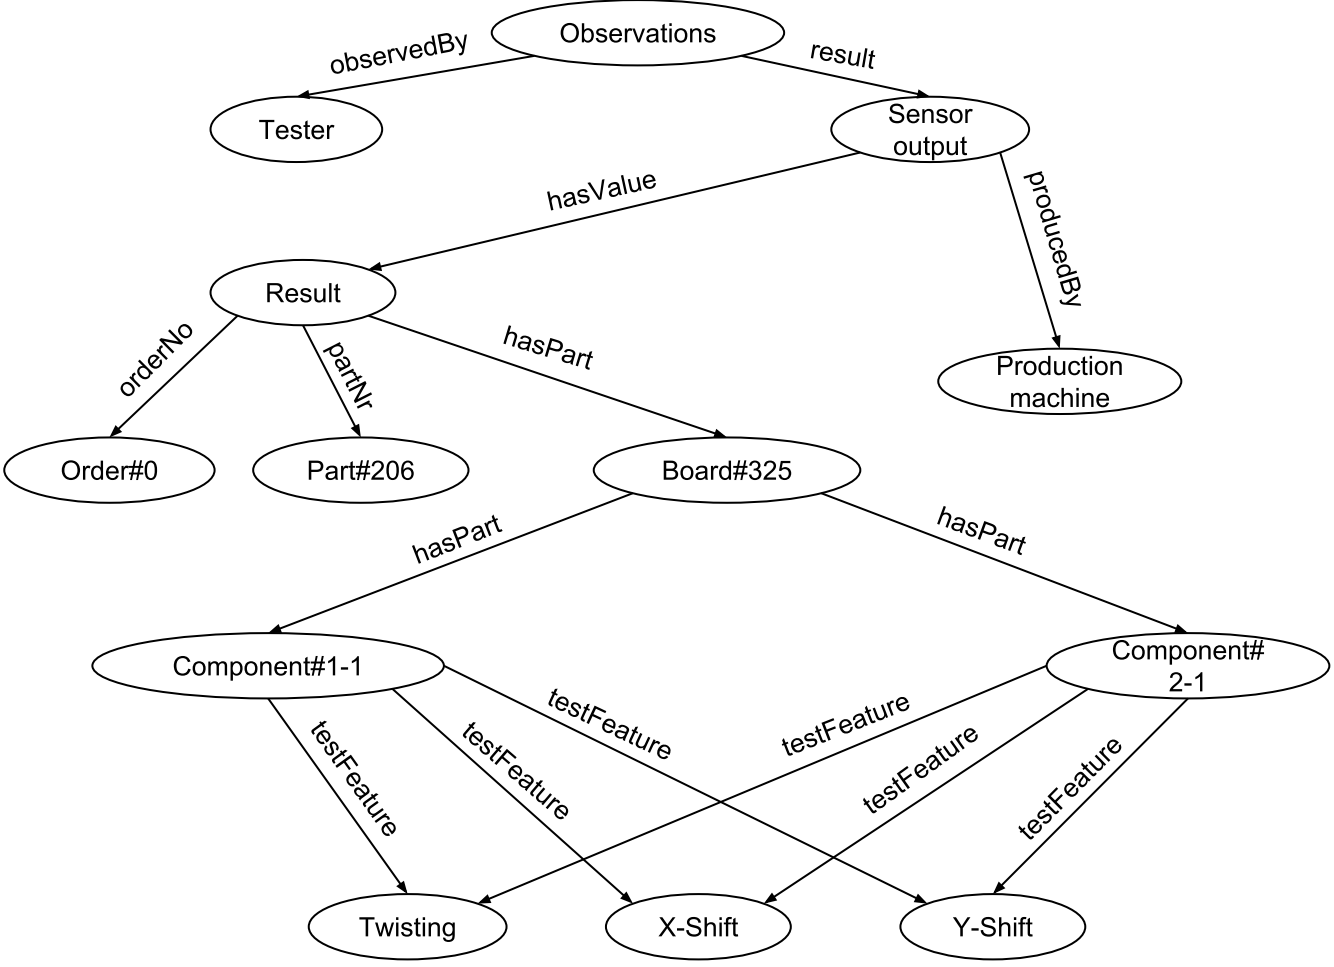 Observations
observedBy
result
Tester
Sensor
output
hasValue
producedBy
Result
orderNo
partNr
hasPart
Production
machine
Order#0
Part#206
Board#325
hasPart
hasPart
Component#1-1
Component#
2-1
testFeature
testFeature
testFeature
testFeature
testFeature
testFeature
Twisting
X-Shift
Y-Shift